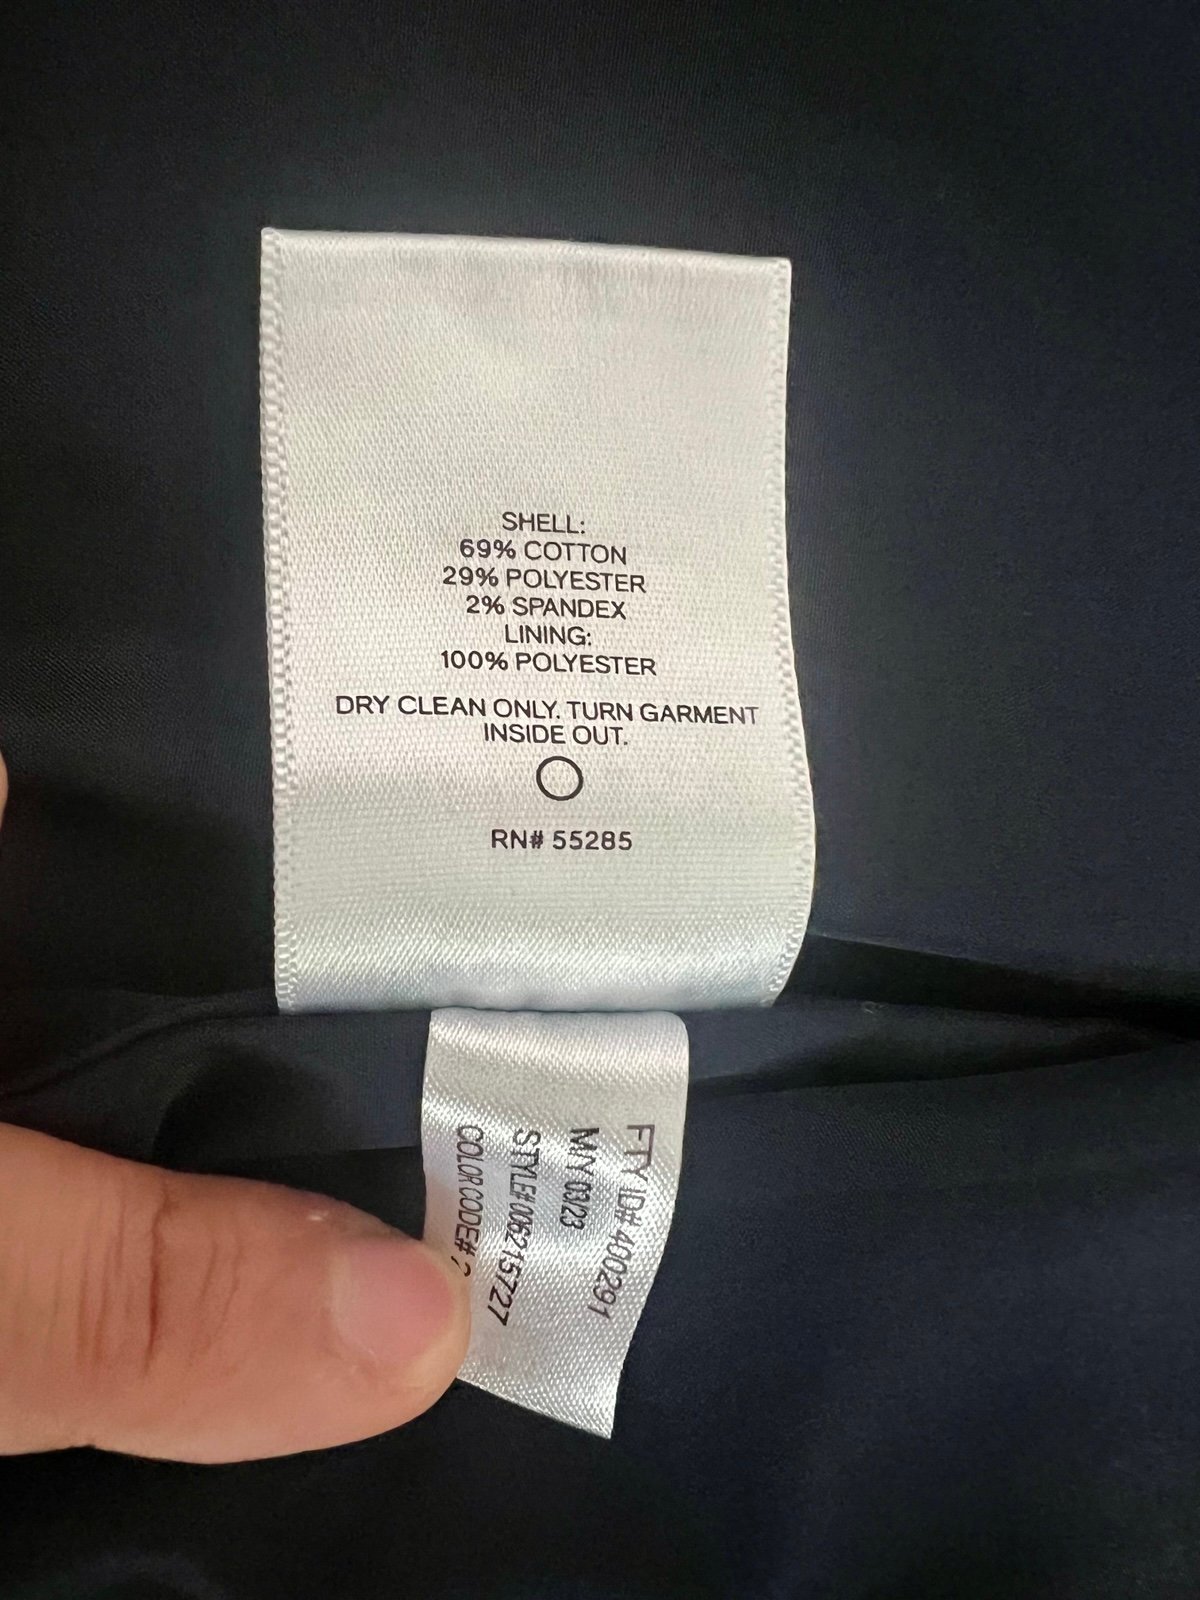 SHELL:
69% COTTON
29% POLYESTER
2% SPANDEX
LINING:
100% POLYESTER
DRY CLEAN ONLY. TURN GARMENT
INSIDE OUT.
RN# 55285
FTY ID# 400291
M/Y 03/23
STYLE# 006215727
COLOR CODE#